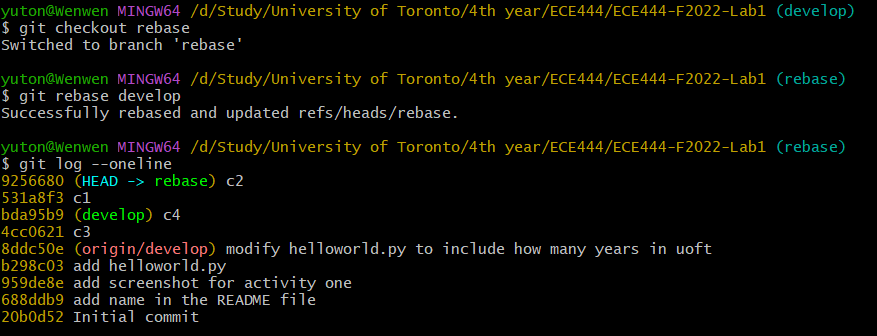 yuton@Wenwen MINGW64 /d/Study/University of Toronto/4th year/ECE444/ECE444-F2022-Lab1 (develop)
$ git checkout rebase
Switched to branch 'rebase'
yuton@Wenwen MINGW64 /d/Study/University of Toronto/4th year/ECE444/ECE444-F2022-Lab1 (rebase)
$ git rebase develop
Successfully rebased and updated refs/heads/rebase.
yuton@Wenwen MINGW64 /d/Study/University of Toronto/4th year/ECE444/ECE444-F2022-Lab1 (rebase)
$ git log --oneline
9256680 (HEAD -> rebase) c2
531a8f3 c1
bda95b9 (develop) c4
4cc0621 c3
8ddc50e (origin/develop) modify helloworld.py to include how many years in uoft
b298c03 add helloworld.py
959de8e add screenshot for activity one
688ddb9 add name in the README file
20b0d52 Initial commit